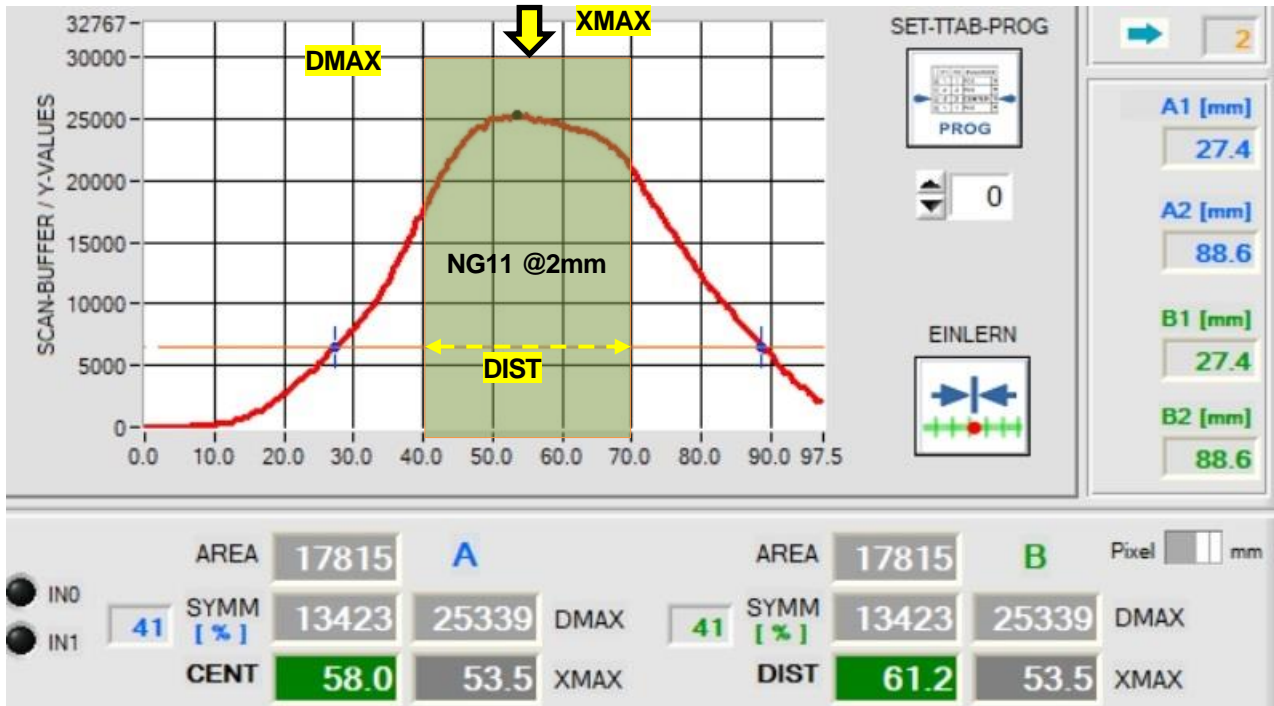 32767
30000
25000
20000
15000
10000
5000
0
SCAN-BUFFER / Y-VALUES
0.0 10.0 20.0 30.0 40.0 50.0 60.0 70.0 80.0 90.0 97.5
XMAX
DMAX
NG11 @2mm
DIST
SET-TTAB-PROG
PROG
0
EINLERN
2
A1 [mm]
27.4
A2 [mm]
88.6
B1 [mm]
27.4
B2 [mm]
88.6
IN0
IN1
AREA 17815 A
41 SYMM [ % ] 13423 25339 DMAX
CENT 58.0 53.5 XMAX
AREA 17815 B
Pixel mm
41 SYMM [ % ] 13423 25339 DMAX
DIST 61.2 53.5 XMAX